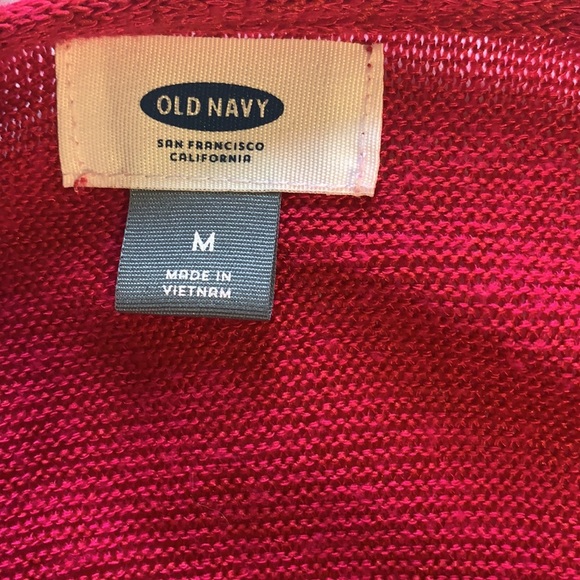 OLD NAVY
SAN FRANCISCO
CALIFORNIA
M
MADE IN
VIETNAM